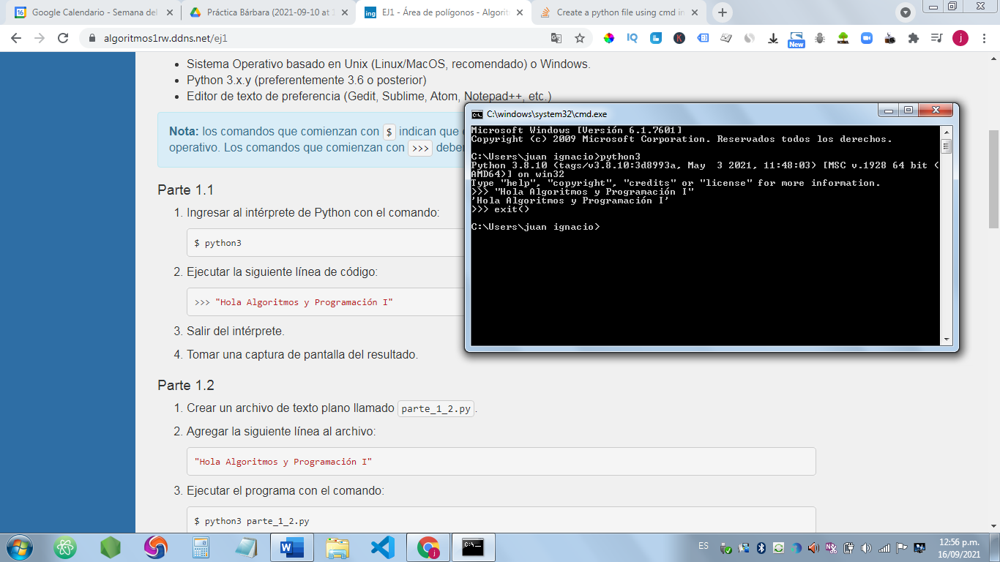 Google Calendario - Semana del
Práctica Bárbara (2021-09-10 at 1
EJ1 - Área de polígonos - Algorit
Create a python file using cmd in
algoritmos1rw.ddns.net/ej1
New
Sistema Operativo basado en Unix (Linux/MacOS, recomendado) o Windows.
Python 3.x.y (preferentemente 3.6 o posterior)
Editor de texto de preferencia (Gedit, Sublime, Atom, Notepad++, etc.)
Nota: los comandos que comienzan con $ indican que
operativo. Los comandos que comienzan con >>> deber
Parte 1.1
1. Ingresar al intérprete de Python con el comando:
$ python3
2. Ejecutar la siguiente línea de código:
>>> "Hola Algoritmos y Programación I"
3. Salir del intérprete.
4. Tomar una captura de pantalla del resultado.
Parte 1.2
1. Crear un archivo de texto plano llamado parte_1_2.py.
2. Agregar la siguiente línea al archivo:
"Hola Algoritmos y Programación I"
3. Ejecutar el programa con el comando:
$ python3 parte_1_2.py
C:\windows\system32\cmd.exe
Microsoft Windows [Versión 6.1.7601]
Copyright (c) 2009 Microsoft Corporation. Reservados todos los derechos.
C:\Users\juan ignacio>python3
Python 3.8.10 (tags/v3.8.10:3d8993a, May  3 2021, 11:48:03) [MSC v.1928 64 bit (
AMD64)] on win32
Type "help", "copyright", "credits" or "license" for more information.
>>> "Hola Algoritmos y Programación I"
'Hola Algoritmos y Programación I'
>>> exit()
C:\Users\juan ignacio>
ES
12:56 p.m.
16/09/2021